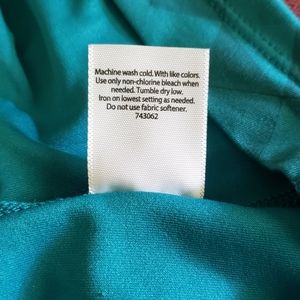 Machine wash cold. With like colors.
Use only non-chlorine bleach when
needed. Tumble dry low.
Iron on lowest setting as needed.
Do not use fabric softener.
743062